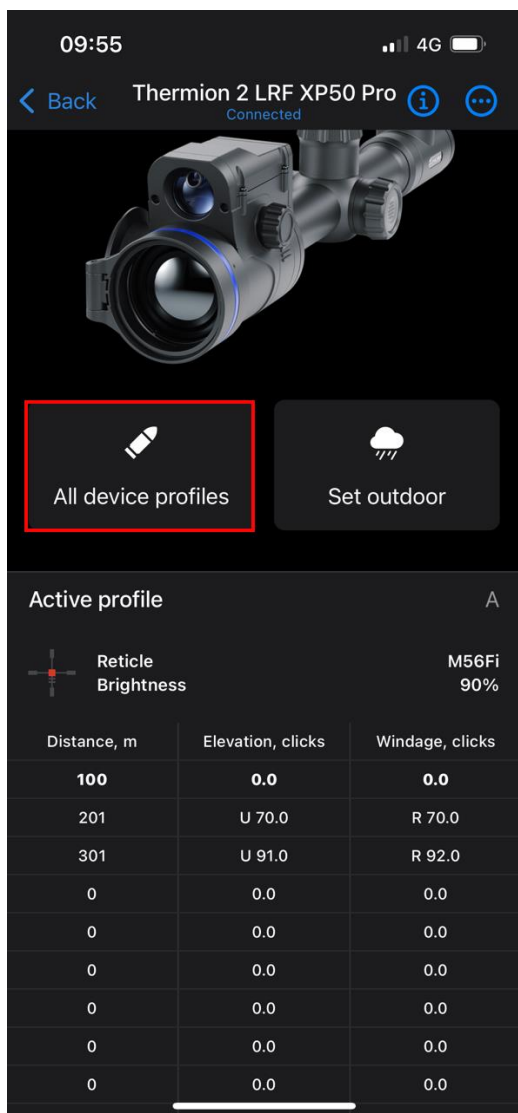 09:55 4G
Back Thermion 2 LRF XP50 Pro
Connected
All device profiles Set outdoor
Active profile A
Reticle M56Fi
Brightness 90%
Distance, m Elevation, clicks Windage, clicks
100 0.0 0.0
201 U 70.0 R 70.0
301 U 91.0 R 92.0
0 0.0 0.0
0 0.0 0.0
0 0.0 0.0
0 0.0 0.0
0 0.0 0.0
0 0.0 0.0